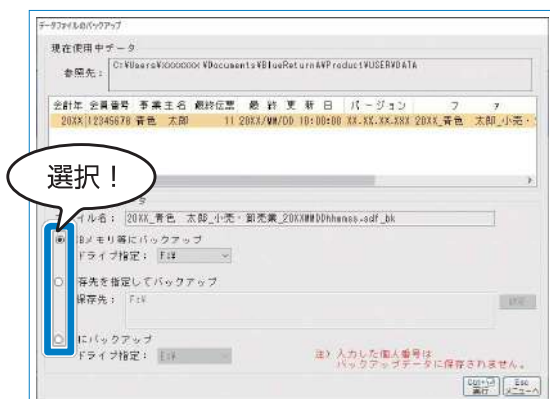 データファイルのバックアップ
現在使用中データ
参照先： C:¥Users¥xxxxxxx¥Documents¥BlueReturnA¥Product¥USER¥DATA
会計年 会員番号 事業主名 最終伝票 最終更新日 バージョン フ ァ
20XX 12345678 青色 太郎 11 20XX/MM/DD 10:00:00 XX.XX.XX.XXX 20XX_青色 太郎_小売・
選択！
タ
イル名： 20XX_青色 太郎_小売・卸売業_20XXMMDDhhmmss.sdf_bk
Bメモリ等にバックアップ
ドライブ指定： F:¥
存先を指定してバックアップ
保存先： F:¥
にバックアップ
ドライブ指定： E:¥
注）入力した個人番号は
バックアップデータに保存されません。
実行
Esc
メニューへ